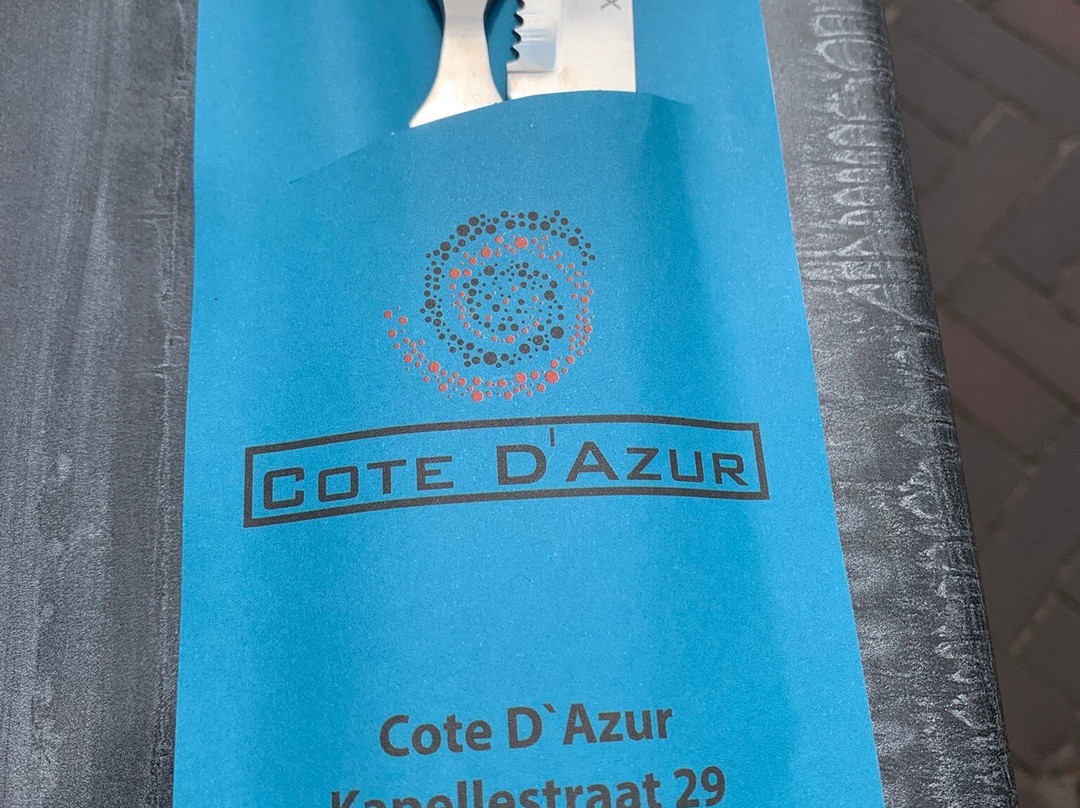 COTE D'AZUR
Cote D`Azur
Kapellestraat 29